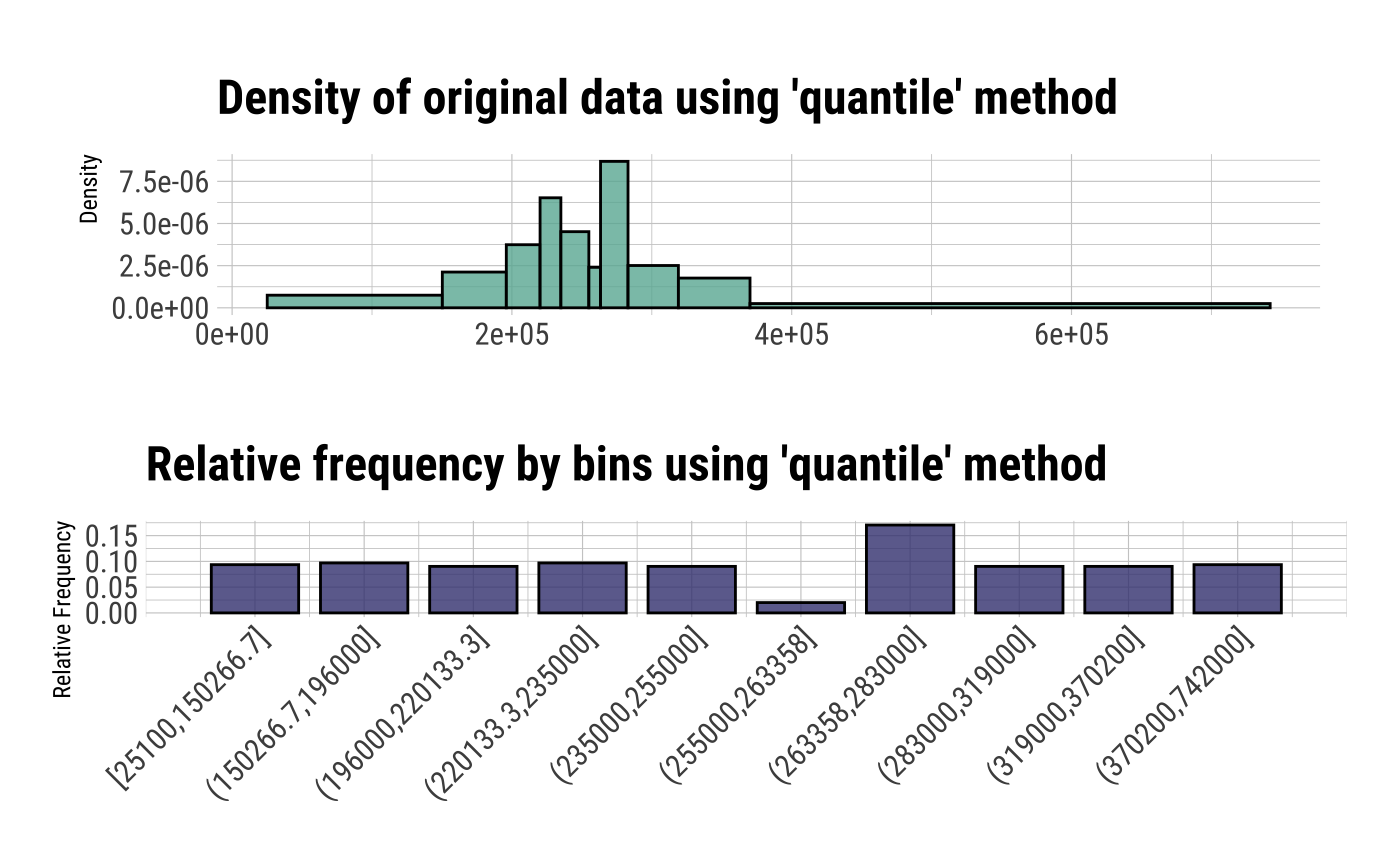 Density of original data using 'quantile' method
Density
7.5e-06
5.0e-06
2.5e-06
0.0e+00
0e+00 2e+05 4e+05 6e+05
Relative frequency by bins using 'quantile' method
Relative Frequency
0.15
0.10
0.05
0.00
[25100,150266.7]
(150266.7,196000]
(196000,220133.3]
(220133.3,235000]
(235000,255000]
(255000,263358]
(263358,283000]
(283000,319000]
(319000,370200]
(370200,742000]